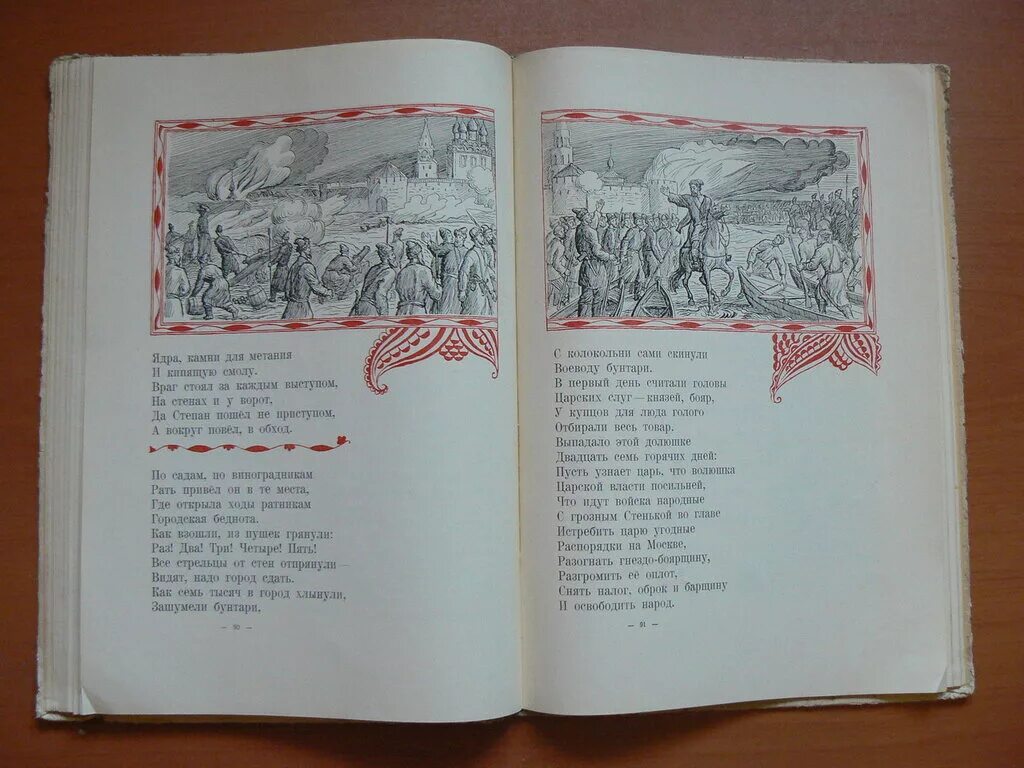 Ядра, камни для метания
И кипящую смолу.
Враг стоял за каждым выступом,
На стенах и у ворот,
Да Степан пошёл не приступом,
А вокруг повёл, в обход.
По садам, по виноградникам
Рать привёл он в те места,
Где открыла ходы ратникам
Городская беднота.
Как взошли, из пушек грянули:
Раз! Два! Три! Четыре! Пять!
Все стрельцы от стен отпрянули —
Видят, надо город сдать.
Как семь тысяч в город хлынули,
Зашумели бунтари.
— 90 —
С колокольни сами скинули
Воеводу бунтари.
В первый день считали головы
Царских слуг — князей, бояр,
У купцов для люда голого
Отбирали весь товар.
Выпадало этой долюшке
Двадцать семь горячих дней:
Пусть узнает царь, что волюшка
Царской власти посильней,
Что идут войска народные
С грозным Стенькой во главе
Истребить царю угодные
Распорядки на Москве,
Разогнать гнездо-боярщину,
Разгромить её оплот,
Снять налог, оброк и барщину
И освободить народ.
— 91 —